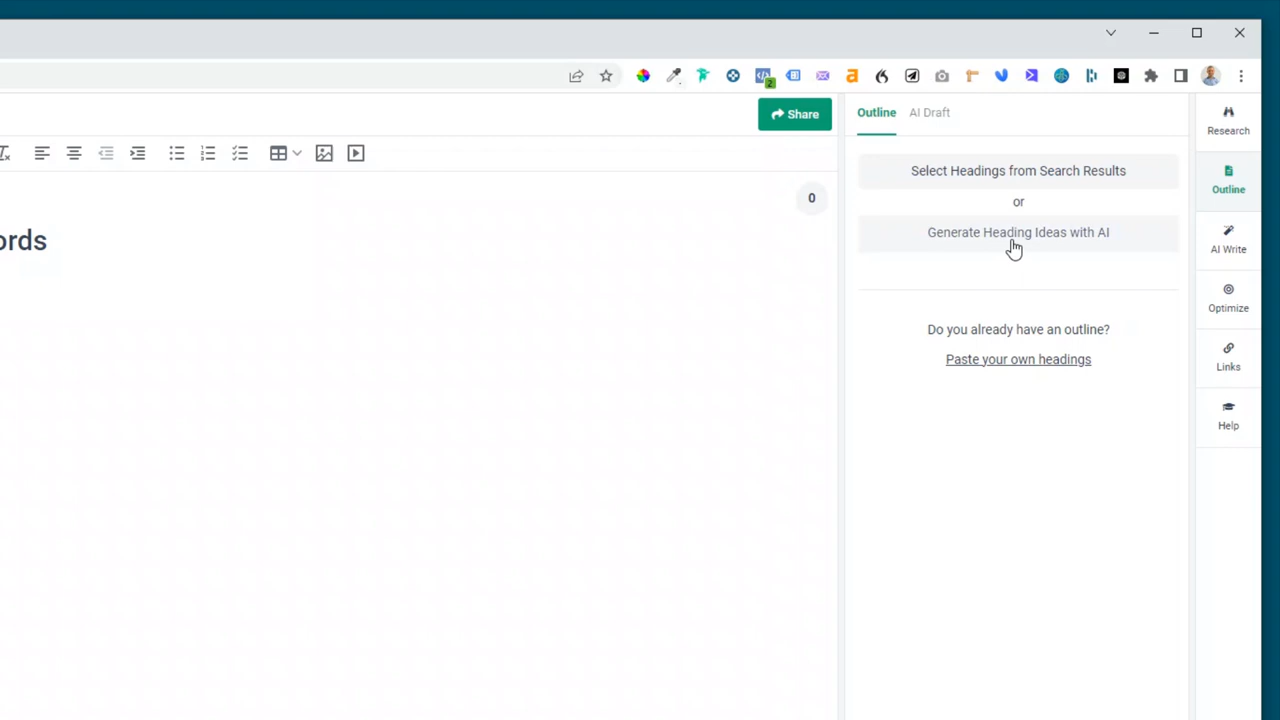 2
Share
Outline AI Draft
Research
Select Headings from Search Results
Outline
0
or
ords
Generate Heading Ideas with AI
AI Write
Optimize
Do you already have an outline?
Paste your own headings
Links
Help